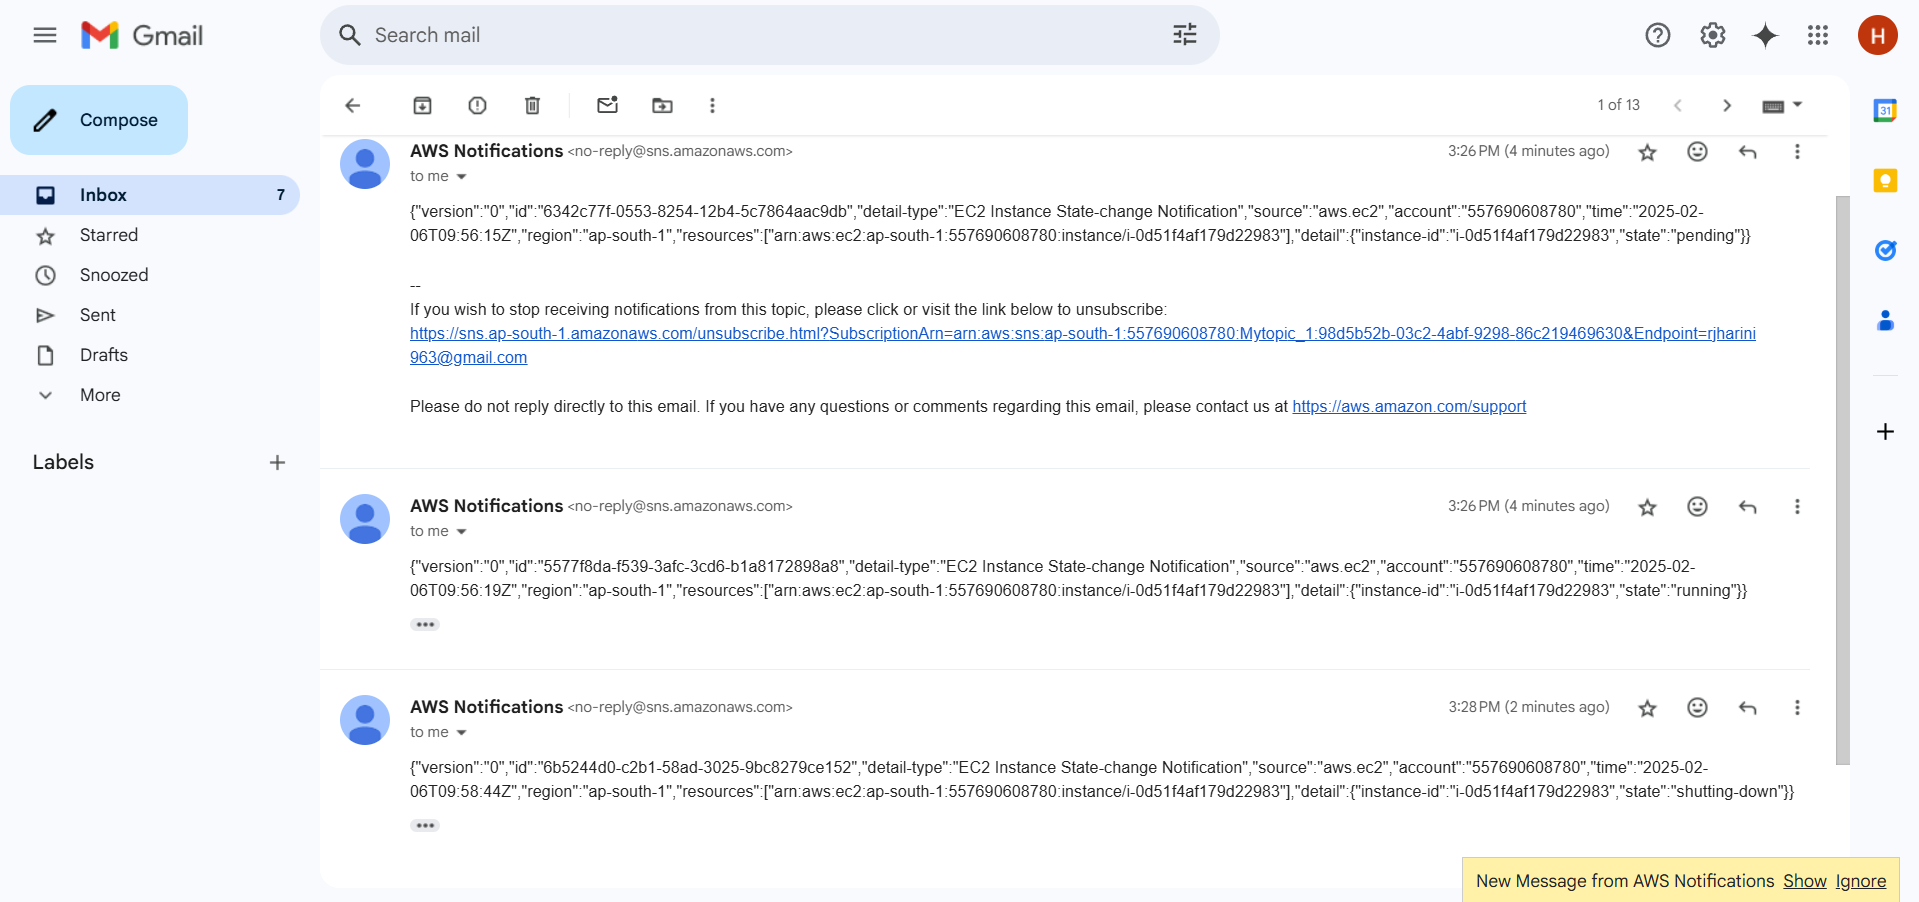 Gmail
Search mail
H
Compose
1 of 13
31
Inbox 7
Starred
Snoozed
Sent
Drafts
More
Labels
AWS Notifications <no-reply@sns.amazonaws.com> 3:26 PM (4 minutes ago)
to me
{"version":"0","id":"6342c77f-0553-8254-12b4-5c7864aac9db","detail-type":"EC2 Instance State-change Notification","source":"aws.ec2","account":"557690608780","time":"2025-02-
06T09:56:15Z","region":"ap-south-1","resources":["arn:aws:ec2:ap-south-1:557690608780:instance/i-0d51f4af179d22983"],"detail":{"instance-id":"i-0d51f4af179d22983","state":"pending"}}
--
If you wish to stop receiving notifications from this topic, please click or visit the link below to unsubscribe:
https://sns.ap-south-1.amazonaws.com/unsubscribe.html?SubscriptionArn=arn:aws:sns:ap-south-1:557690608780:Mytopic_1:98d5b52b-03c2-4abf-9298-86c219469630&Endpoint=rjharini
963@gmail.com
Please do not reply directly to this email. If you have any questions or comments regarding this email, please contact us at https://aws.amazon.com/support
AWS Notifications <no-reply@sns.amazonaws.com> 3:26 PM (4 minutes ago)
to me
{"version":"0","id":"5577f8da-f539-3afc-3cd6-b1a8172898a8","detail-type":"EC2 Instance State-change Notification","source":"aws.ec2","account":"557690608780","time":"2025-02-
06T09:56:19Z","region":"ap-south-1","resources":["arn:aws:ec2:ap-south-1:557690608780:instance/i-0d51f4af179d22983"],"detail":{"instance-id":"i-0d51f4af179d22983","state":"running"}}
AWS Notifications <no-reply@sns.amazonaws.com> 3:28 PM (2 minutes ago)
to me
{"version":"0","id":"6b5244d0-c2b1-58ad-3025-9bc8279ce152","detail-type":"EC2 Instance State-change Notification","source":"aws.ec2","account":"557690608780","time":"2025-02-
06T09:58:44Z","region":"ap-south-1","resources":["arn:aws:ec2:ap-south-1:557690608780:instance/i-0d51f4af179d22983"],"detail":{"instance-id":"i-0d51f4af179d22983","state":"shutting-down"}}
New Message from AWS Notifications Show Ignore